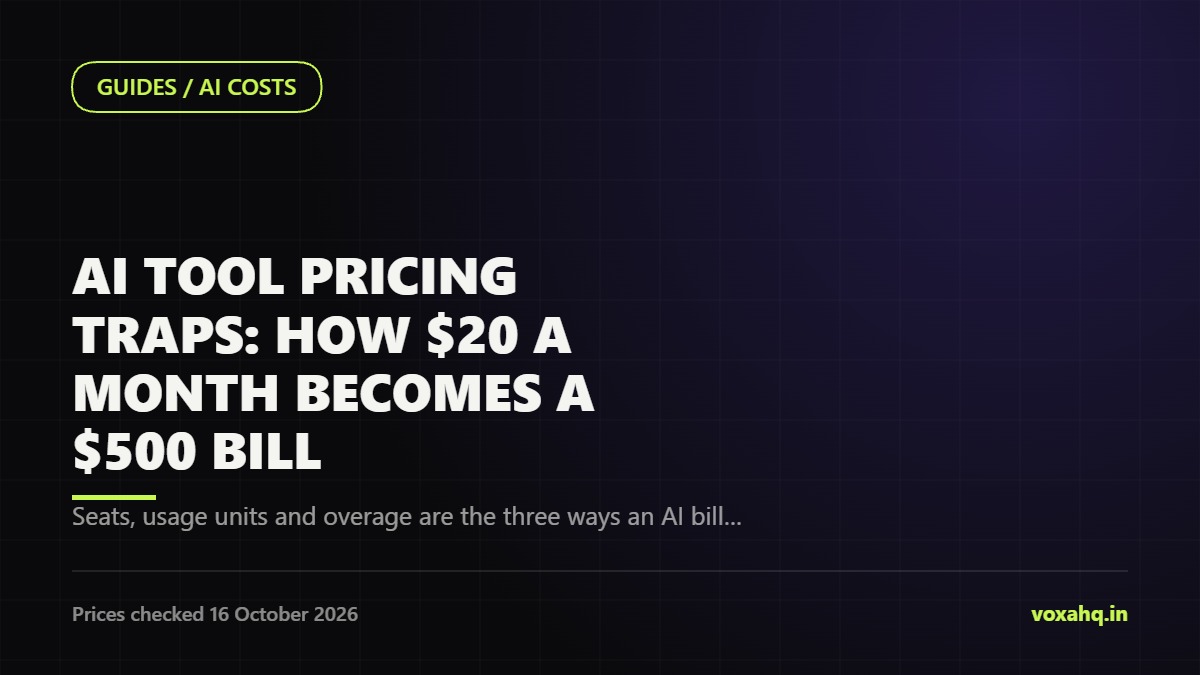 GUIDES / AI COSTS
AI TOOL PRICING
TRAPS: HOW $20 A
MONTH BECOMES A
$500 BILL
Seats, usage units and overage are the three ways an AI bill...
Prices checked 16 October 2026
voxahq.in